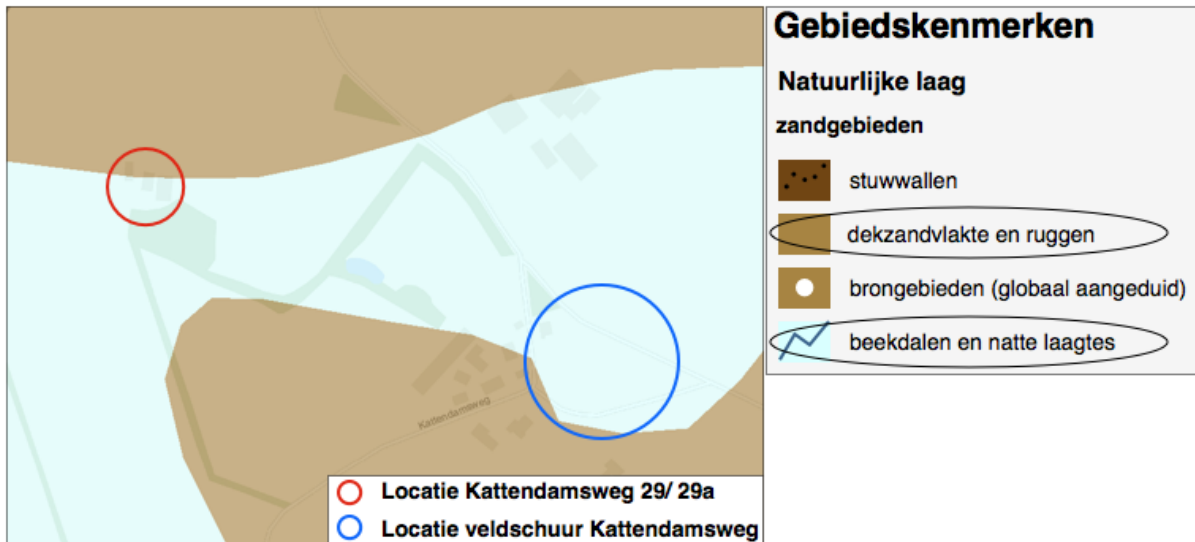 Gebiedskenmerken
Natuurlijke laag
zandgebieden
stuwwallen
dekzandvlakte en ruggen
brongebieden (globaal aangeduid)
beekdalen en natte laagtes
Kattendamsweg
Locatie Kattendamsweg 29/ 29a
Locatie veldschuur Kattendamsweg